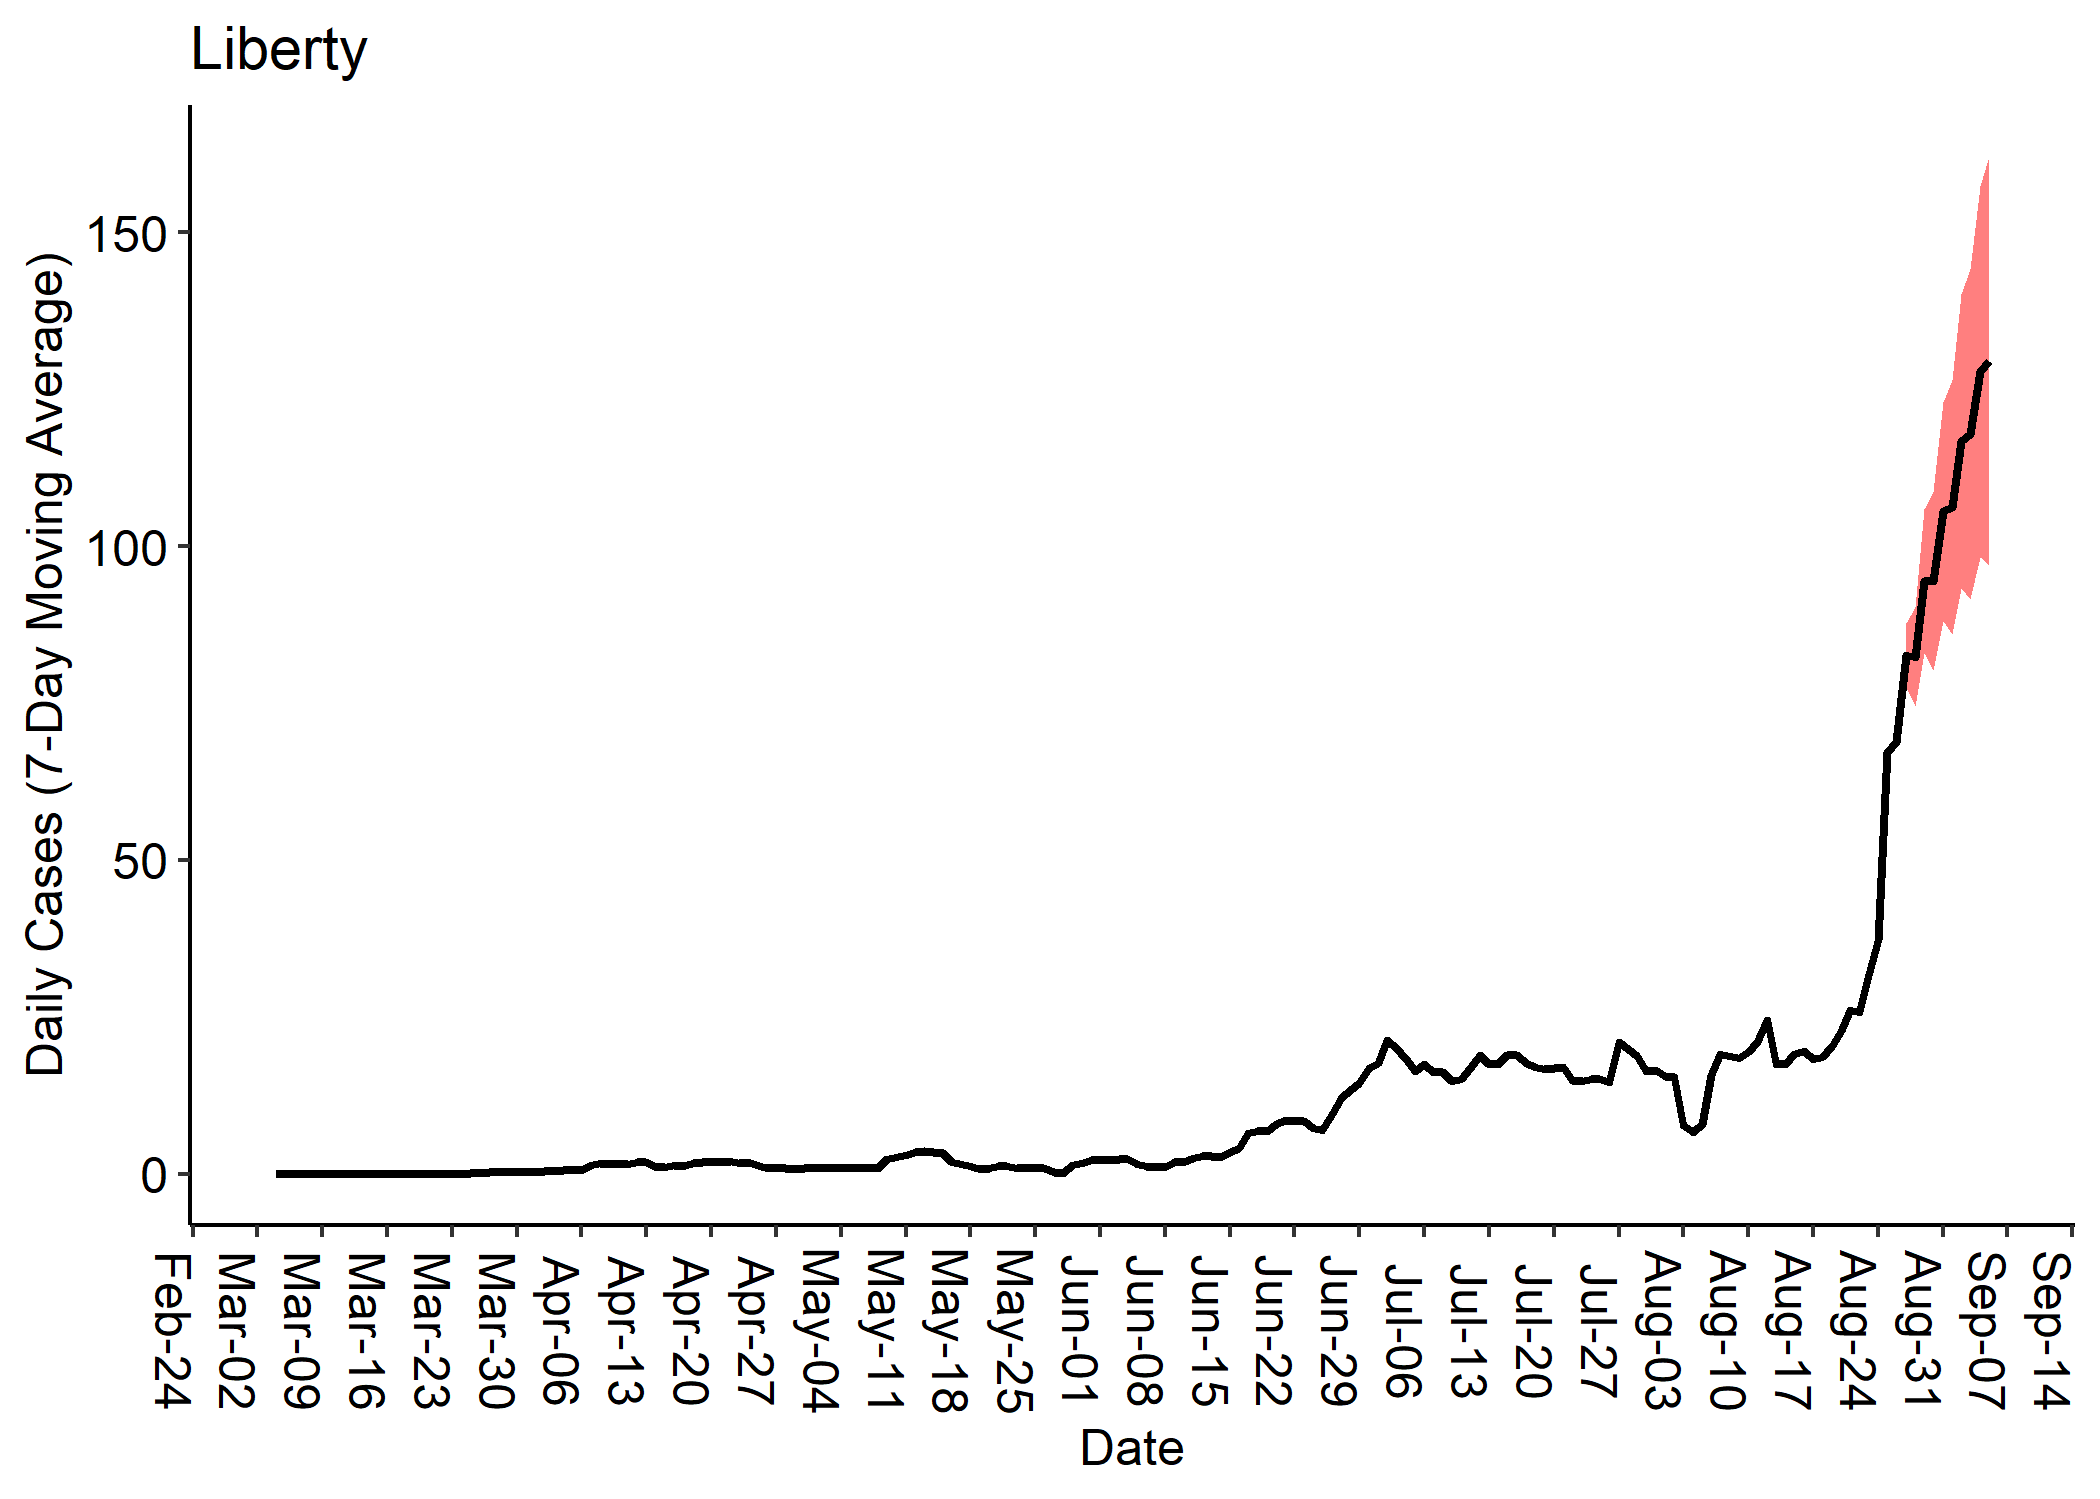 Liberty
Daily Cases (7-Day Moving Average)
150
100
50
0
Feb-24
Mar-02
Mar-09
Mar-16
Mar-23
Mar-30
Apr-06
Apr-13
Apr-20
Apr-27
May-04
May-11
May-18
May-25
Jun-01
Jun-08
Jun-15
Jun-22
Jun-29
Jul-06
Jul-13
Jul-20
Jul-27
Aug-03
Aug-10
Aug-17
Aug-24
Aug-31
Sep-07
Sep-14
Date